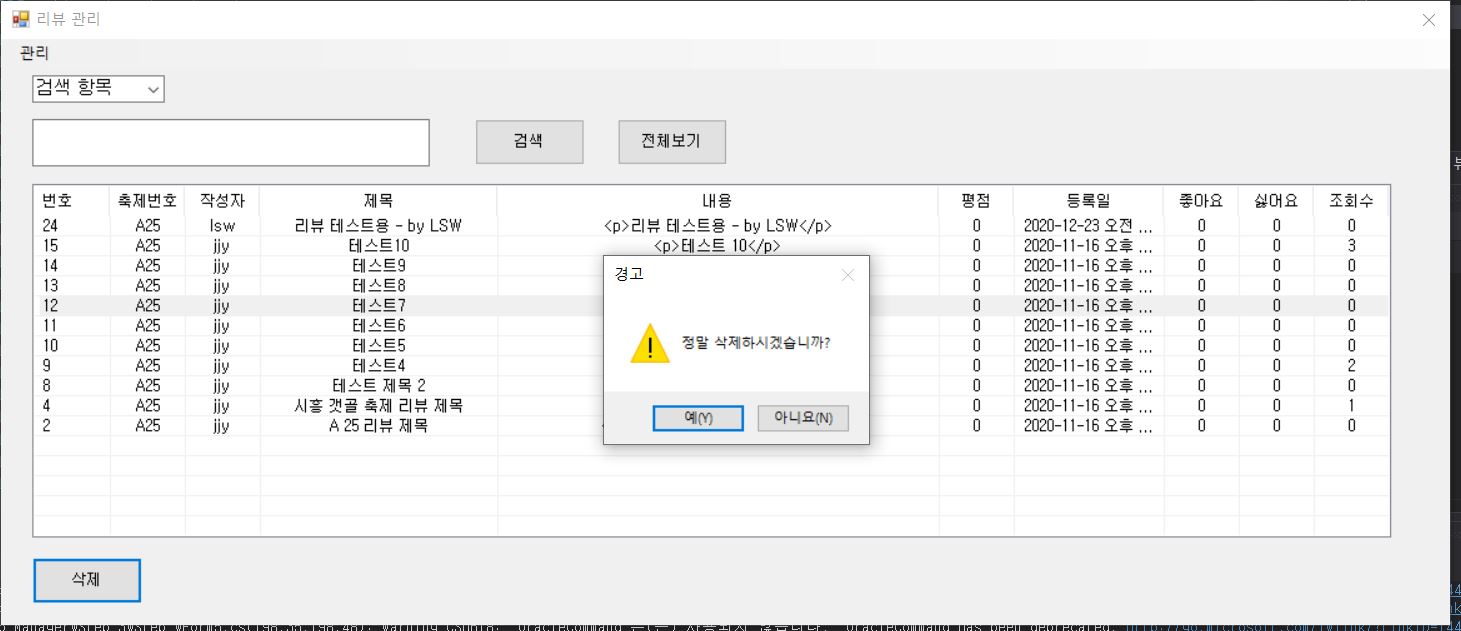 리뷰 관리
관리
검색 항목
검색 전체보기
번호 축제번호 작성자 제목 내용 평점 등록일 좋아요 싫어요 조회수
24 A25 lsw 리뷰 테스트용 - by LSW <p>리뷰 테스트용 - by LSW</p> 0 2020-12-23 오전 ... 0 0 0
15 A25 jjy 테스트10 <p>테스트 10</p> 0 2020-11-16 오후 ... 0 0 3
14 A25 jjy 테스트9 0 2020-11-16 오후 ... 0 0 0
13 A25 jjy 테스트8 0 2020-11-16 오후 ... 0 0 0
12 A25 jjy 테스트7 0 2020-11-16 오후 ... 0 0 0
11 A25 jjy 테스트6 0 2020-11-16 오후 ... 0 0 0
10 A25 jjy 테스트5 0 2020-11-16 오후 ... 0 0 0
9 A25 jjy 테스트4 0 2020-11-16 오후 ... 0 0 2
8 A25 jjy 테스트 제목 2 0 2020-11-16 오후 ... 0 0 0
4 A25 jjy 시흥 갯골 축제 리뷰 제목 0 2020-11-16 오후 ... 0 0 1
2 A25 jjy A 25 리뷰 제목 0 2020-11-16 오후 ... 0 0 0
경고
정말 삭제하시겠습니까?
예(Y) 아니요(N)
삭제